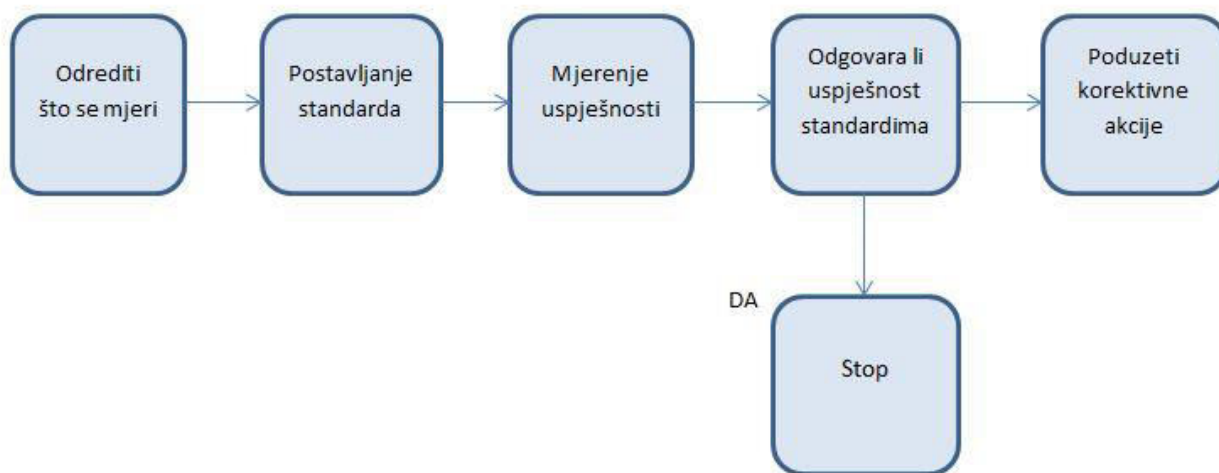 Odrediti
što se mjeri
Postavljanje
standarda
Mjerenje
uspješnosti
Odgovara li
uspješnost
standardima
Poduzeti
korektivne
akcije
DA
Stop